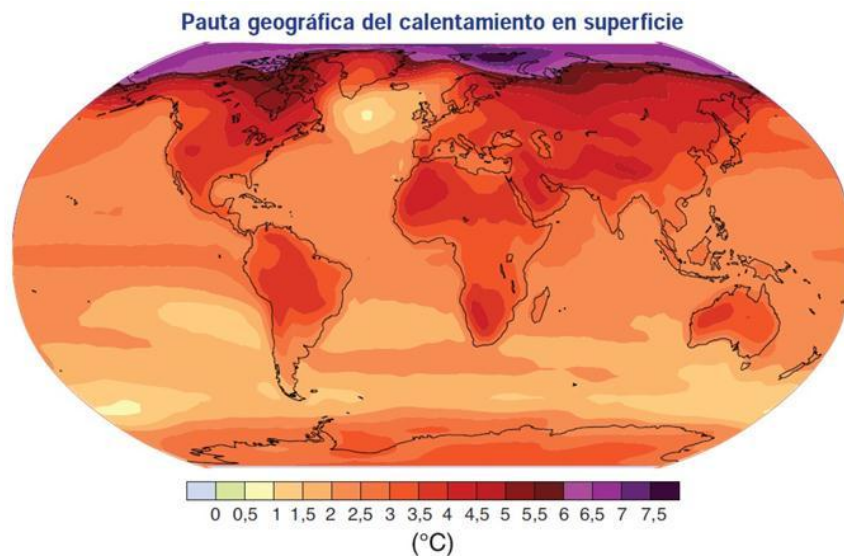 Pauta geográfica del calentamiento en superficie
0 0,5 1 1,5 2 2,5 3 3,5 4 4,5 5 5,5 6 6,5 7 7,5
(°C)